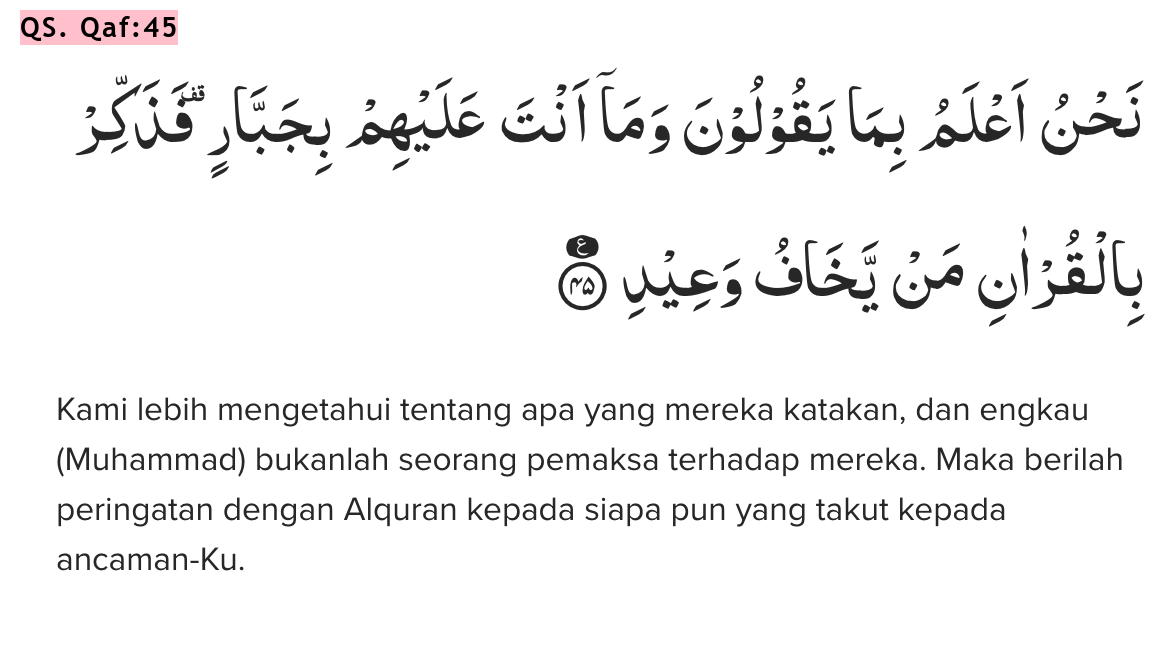 QS. Qaf:45
نَحْنُ اَعْلَمُ بِمَا يَقُوْلُوْنَ وَمَآ اَنْتَ عَلَيْهِمْ بِجَبَّارٍۗ فَذَكِّرْ
بِالْقُرْاٰنِ مَنْ يَّخَافُ وَعِيْدِ ࣖ ۴۵
Kami lebih mengetahui tentang apa yang mereka katakan, dan engkau
(Muhammad) bukanlah seorang pemaksa terhadap mereka. Maka berilah
peringatan dengan Alquran kepada siapa pun yang takut kepada
ancaman-Ku.